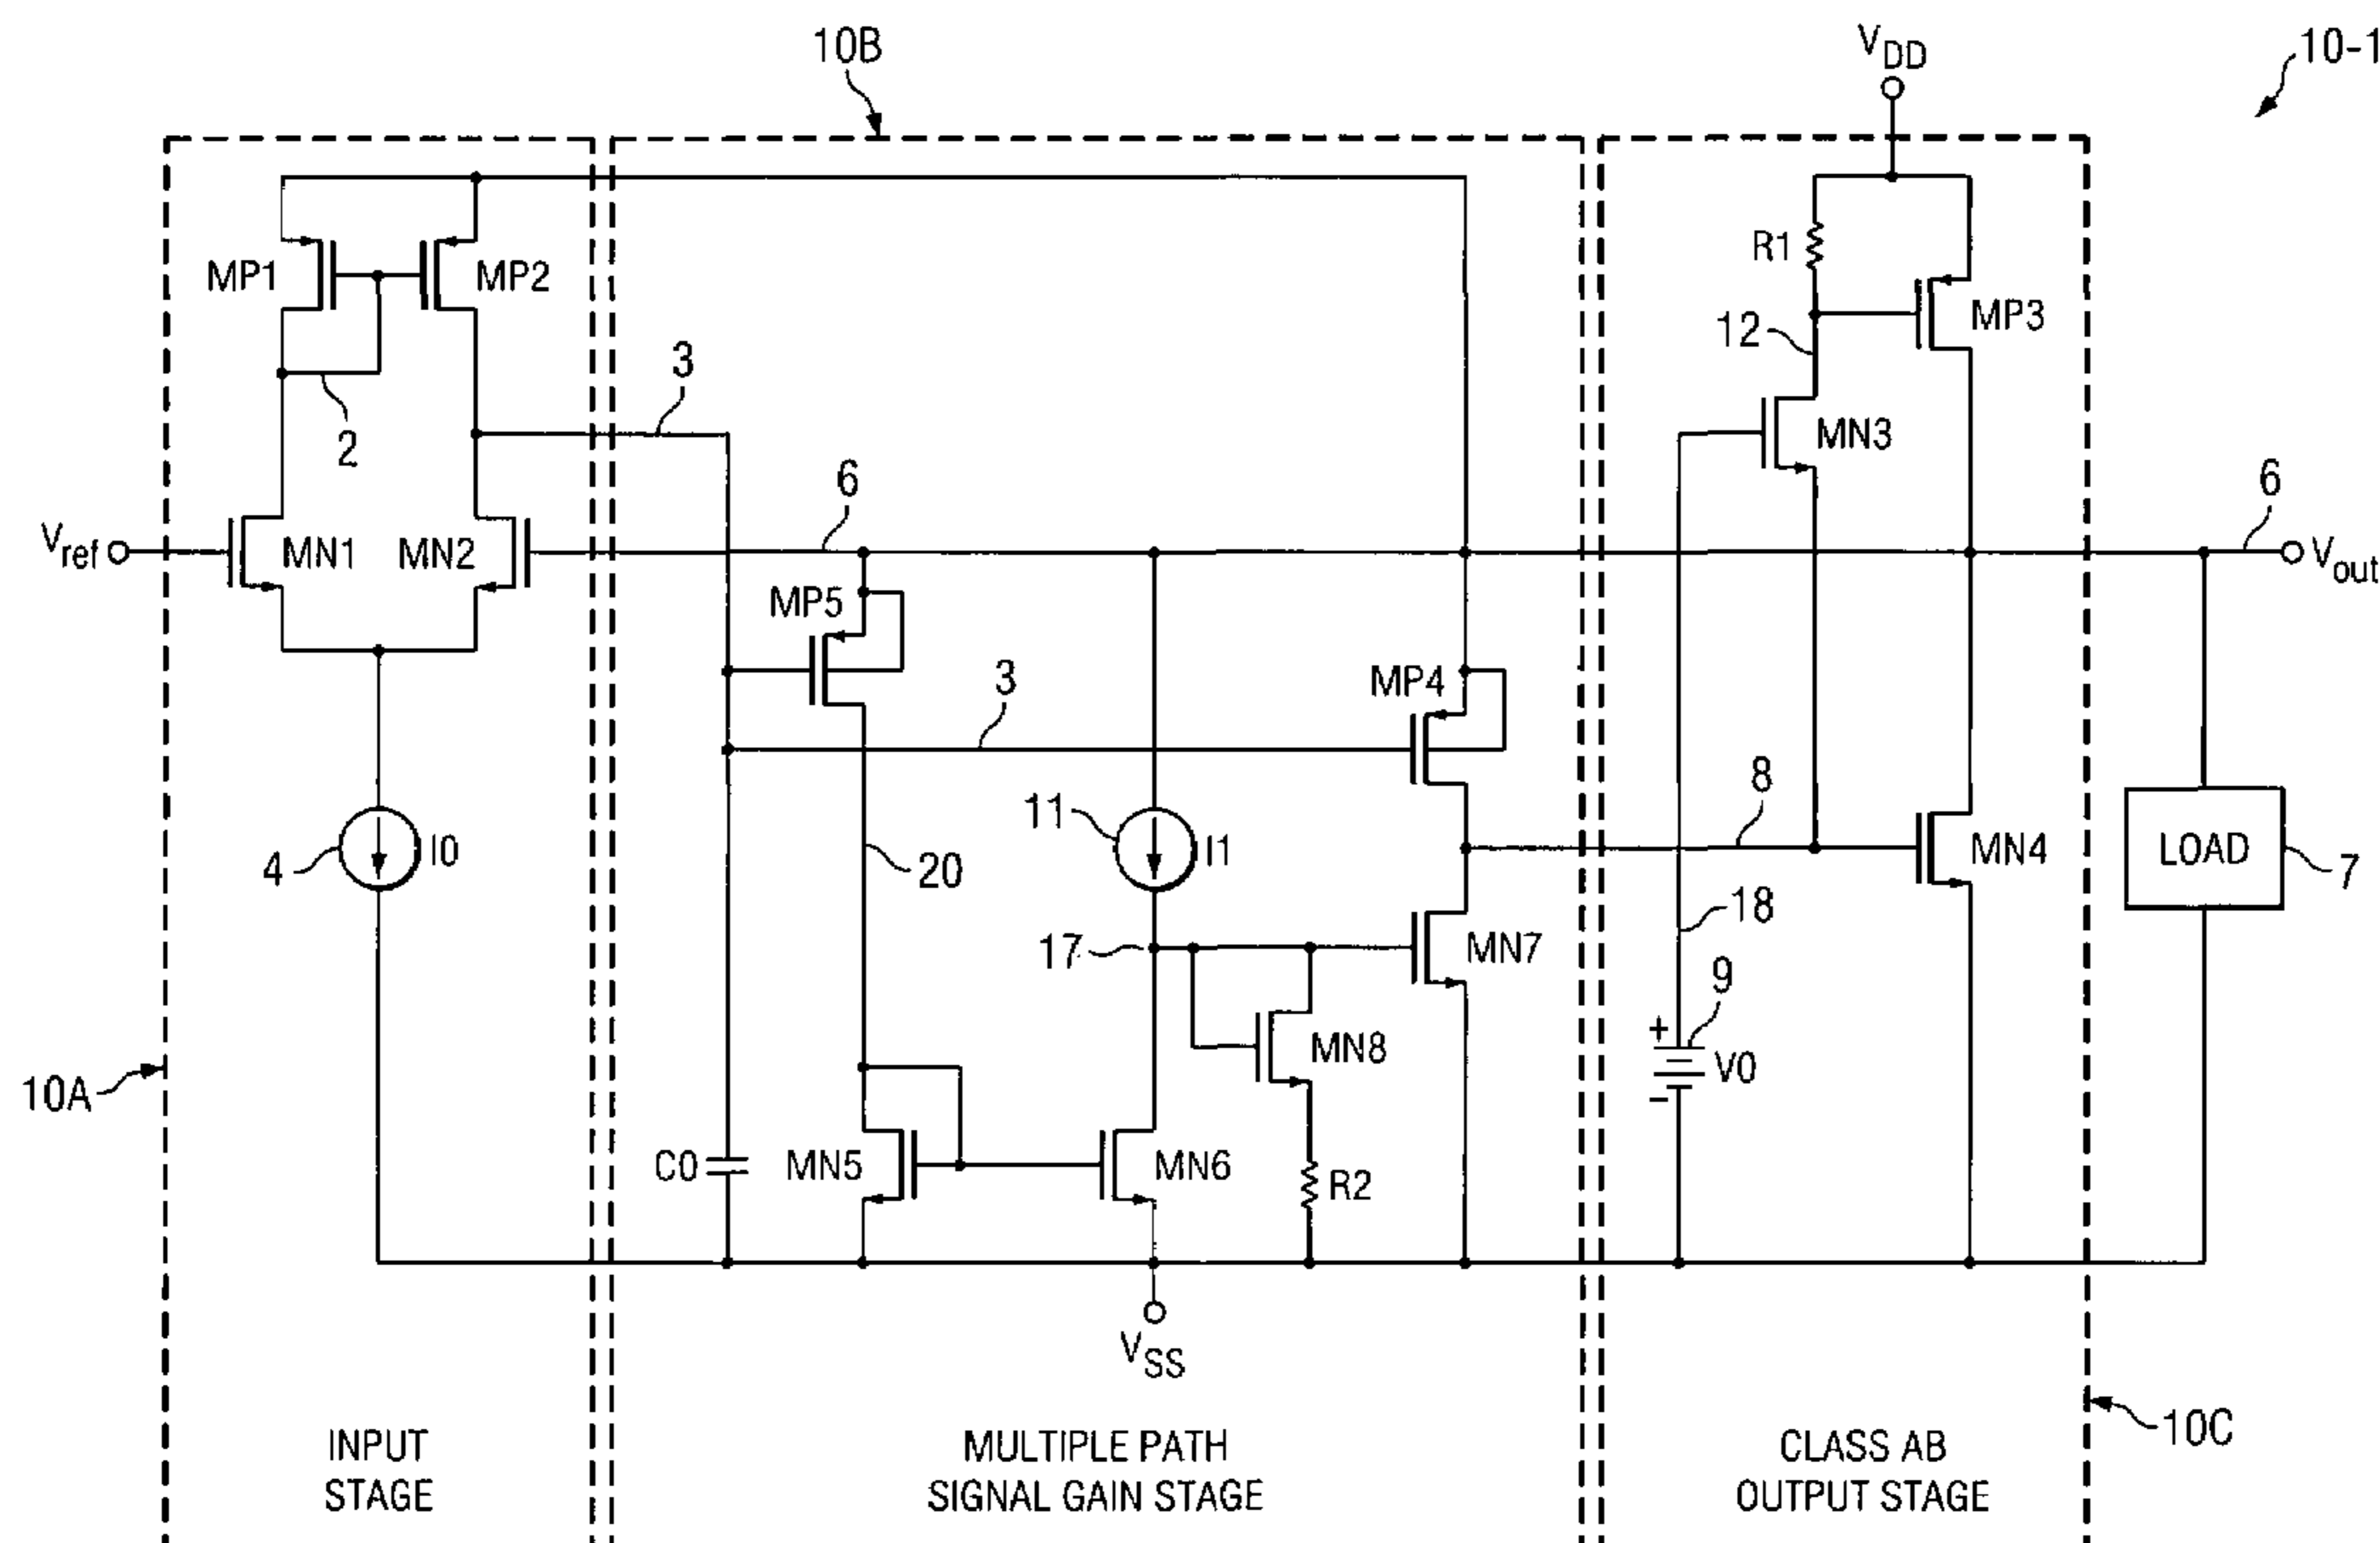 10B
VDD
10-1
MP1
MP2
R1
MP3
12
3
2
MN3
6
6
Vref
MN1
MN2
Vout
MP5
3
MP4
8
11
4
I0
20
I1
MN4
LOAD
7
18
17
MN7
9
+
MN8
V0
10A
-
C0
MN5
MN6
R2
VSS
10C
INPUT
STAGE
MULTIPLE PATH
SIGNAL GAIN STAGE
CLASS AB
OUTPUT STAGE